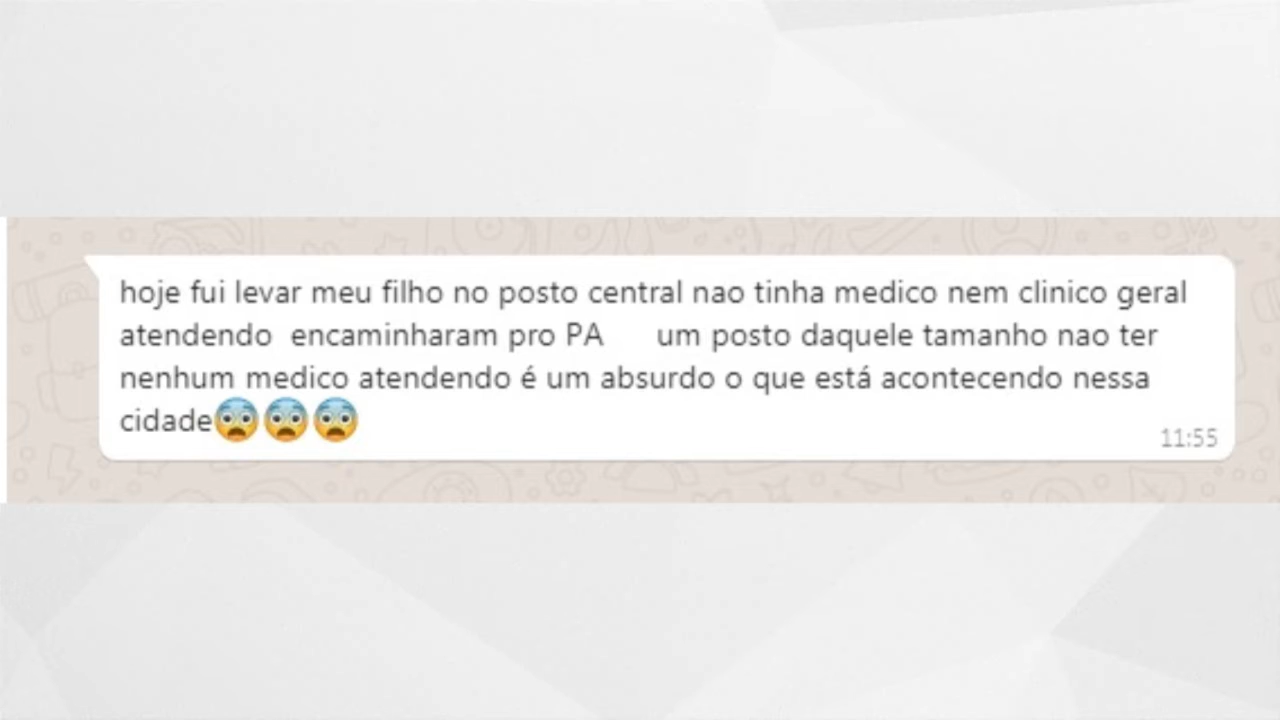 hoje fui levar meu filho no posto central nao tinha medico nem clinico geral
atendendo  encaminharam pro PA      um posto daquele tamanho nao ter
nenhum medico atendendo é um absurdo o que está acontecendo nessa
cidade😨😨😨
11:55